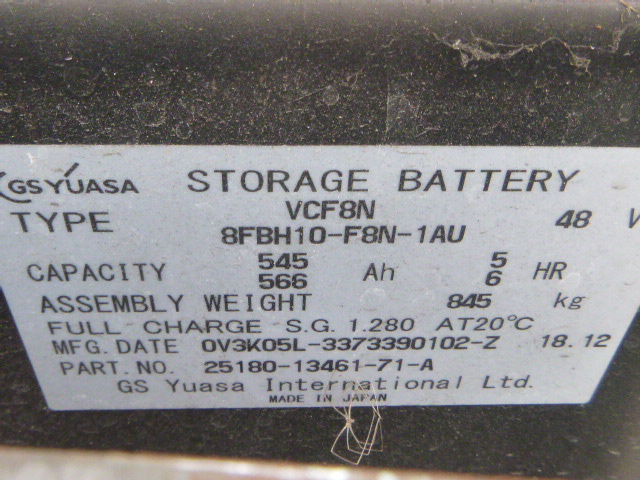 GS YUASA STORAGE BATTERY
TYPE VCF8N 48 V
8FBH10-F8N-1AU
CAPACITY 545 Ah 5 HR
566 6
ASSEMBLY WEIGHT 845 kg
FULL CHARGE S.G. 1.280 AT20°C
MFG. DATE 0V3K05L-3373390102-Z 18.12
PART. NO. 25180-13461-71-A
GS Yuasa International Ltd.
MADE IN JAPAN